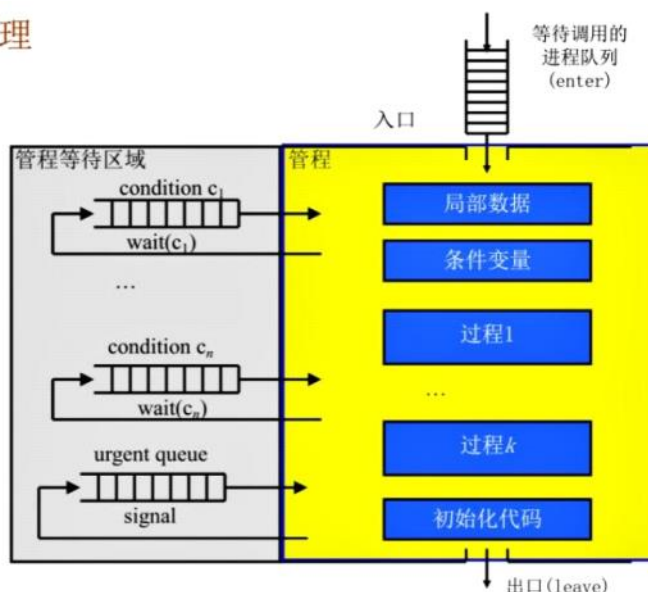 理
等待调用的
进程队列
(enter)
入口
管程等待区域
管程
condition c₁
wait(c₁)
...
condition cₙ
wait(cₙ)
urgent queue
signal
局部数据
条件变量
过程1
...
过程k
初始化代码
出口(leave)